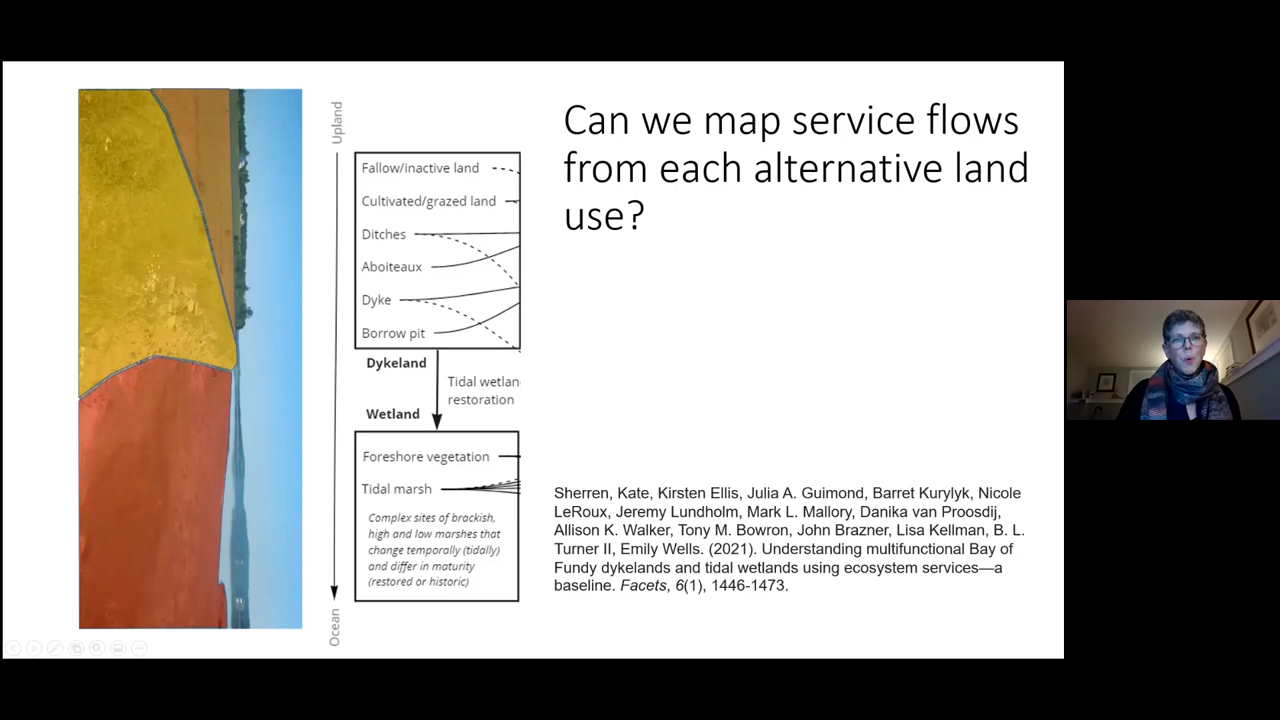 Can we map service flows
from each alternative land
use?
Upland
Fallow/inactive land
Cultivated/grazed land
Ditches
Aboiteaux
Dyke
Borrow pit
Dykeland
Tidal wetlan
restoration
Wetland
Foreshore vegetation
Tidal marsh
Complex sites of brackish,
high and low marshes that
change temporally (tidally)
and differ in maturity
(restored or historic)
Ocean
Sherren, Kate, Kirsten Ellis, Julia A. Guimond, Barret Kurylyk, Nicole
LeRoux, Jeremy Lundholm, Mark L. Mallory, Danika van Proosdij,
Allison K. Walker, Tony M. Bowron, John Brazner, Lisa Kellman, B. L.
Turner II, Emily Wells. (2021). Understanding multifunctional Bay of
Fundy dykelands and tidal wetlands using ecosystem services—a
baseline. Facets, 6(1), 1446-1473.